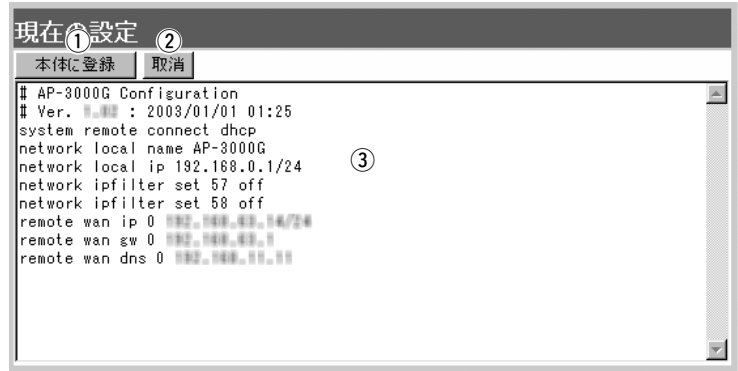 現在の設定
① ②
本体に登録 取消
# AP-3000G Configuration
# Ver. : 2003/01/01 01:25
system remote connect dhcp
network local name AP-3000G
network local ip 192.168.0.1/24
③
network ipfilter set 57 off
network ipfilter set 58 off
remote wan ip 0
remote wan gw 0
remote wan dns 0